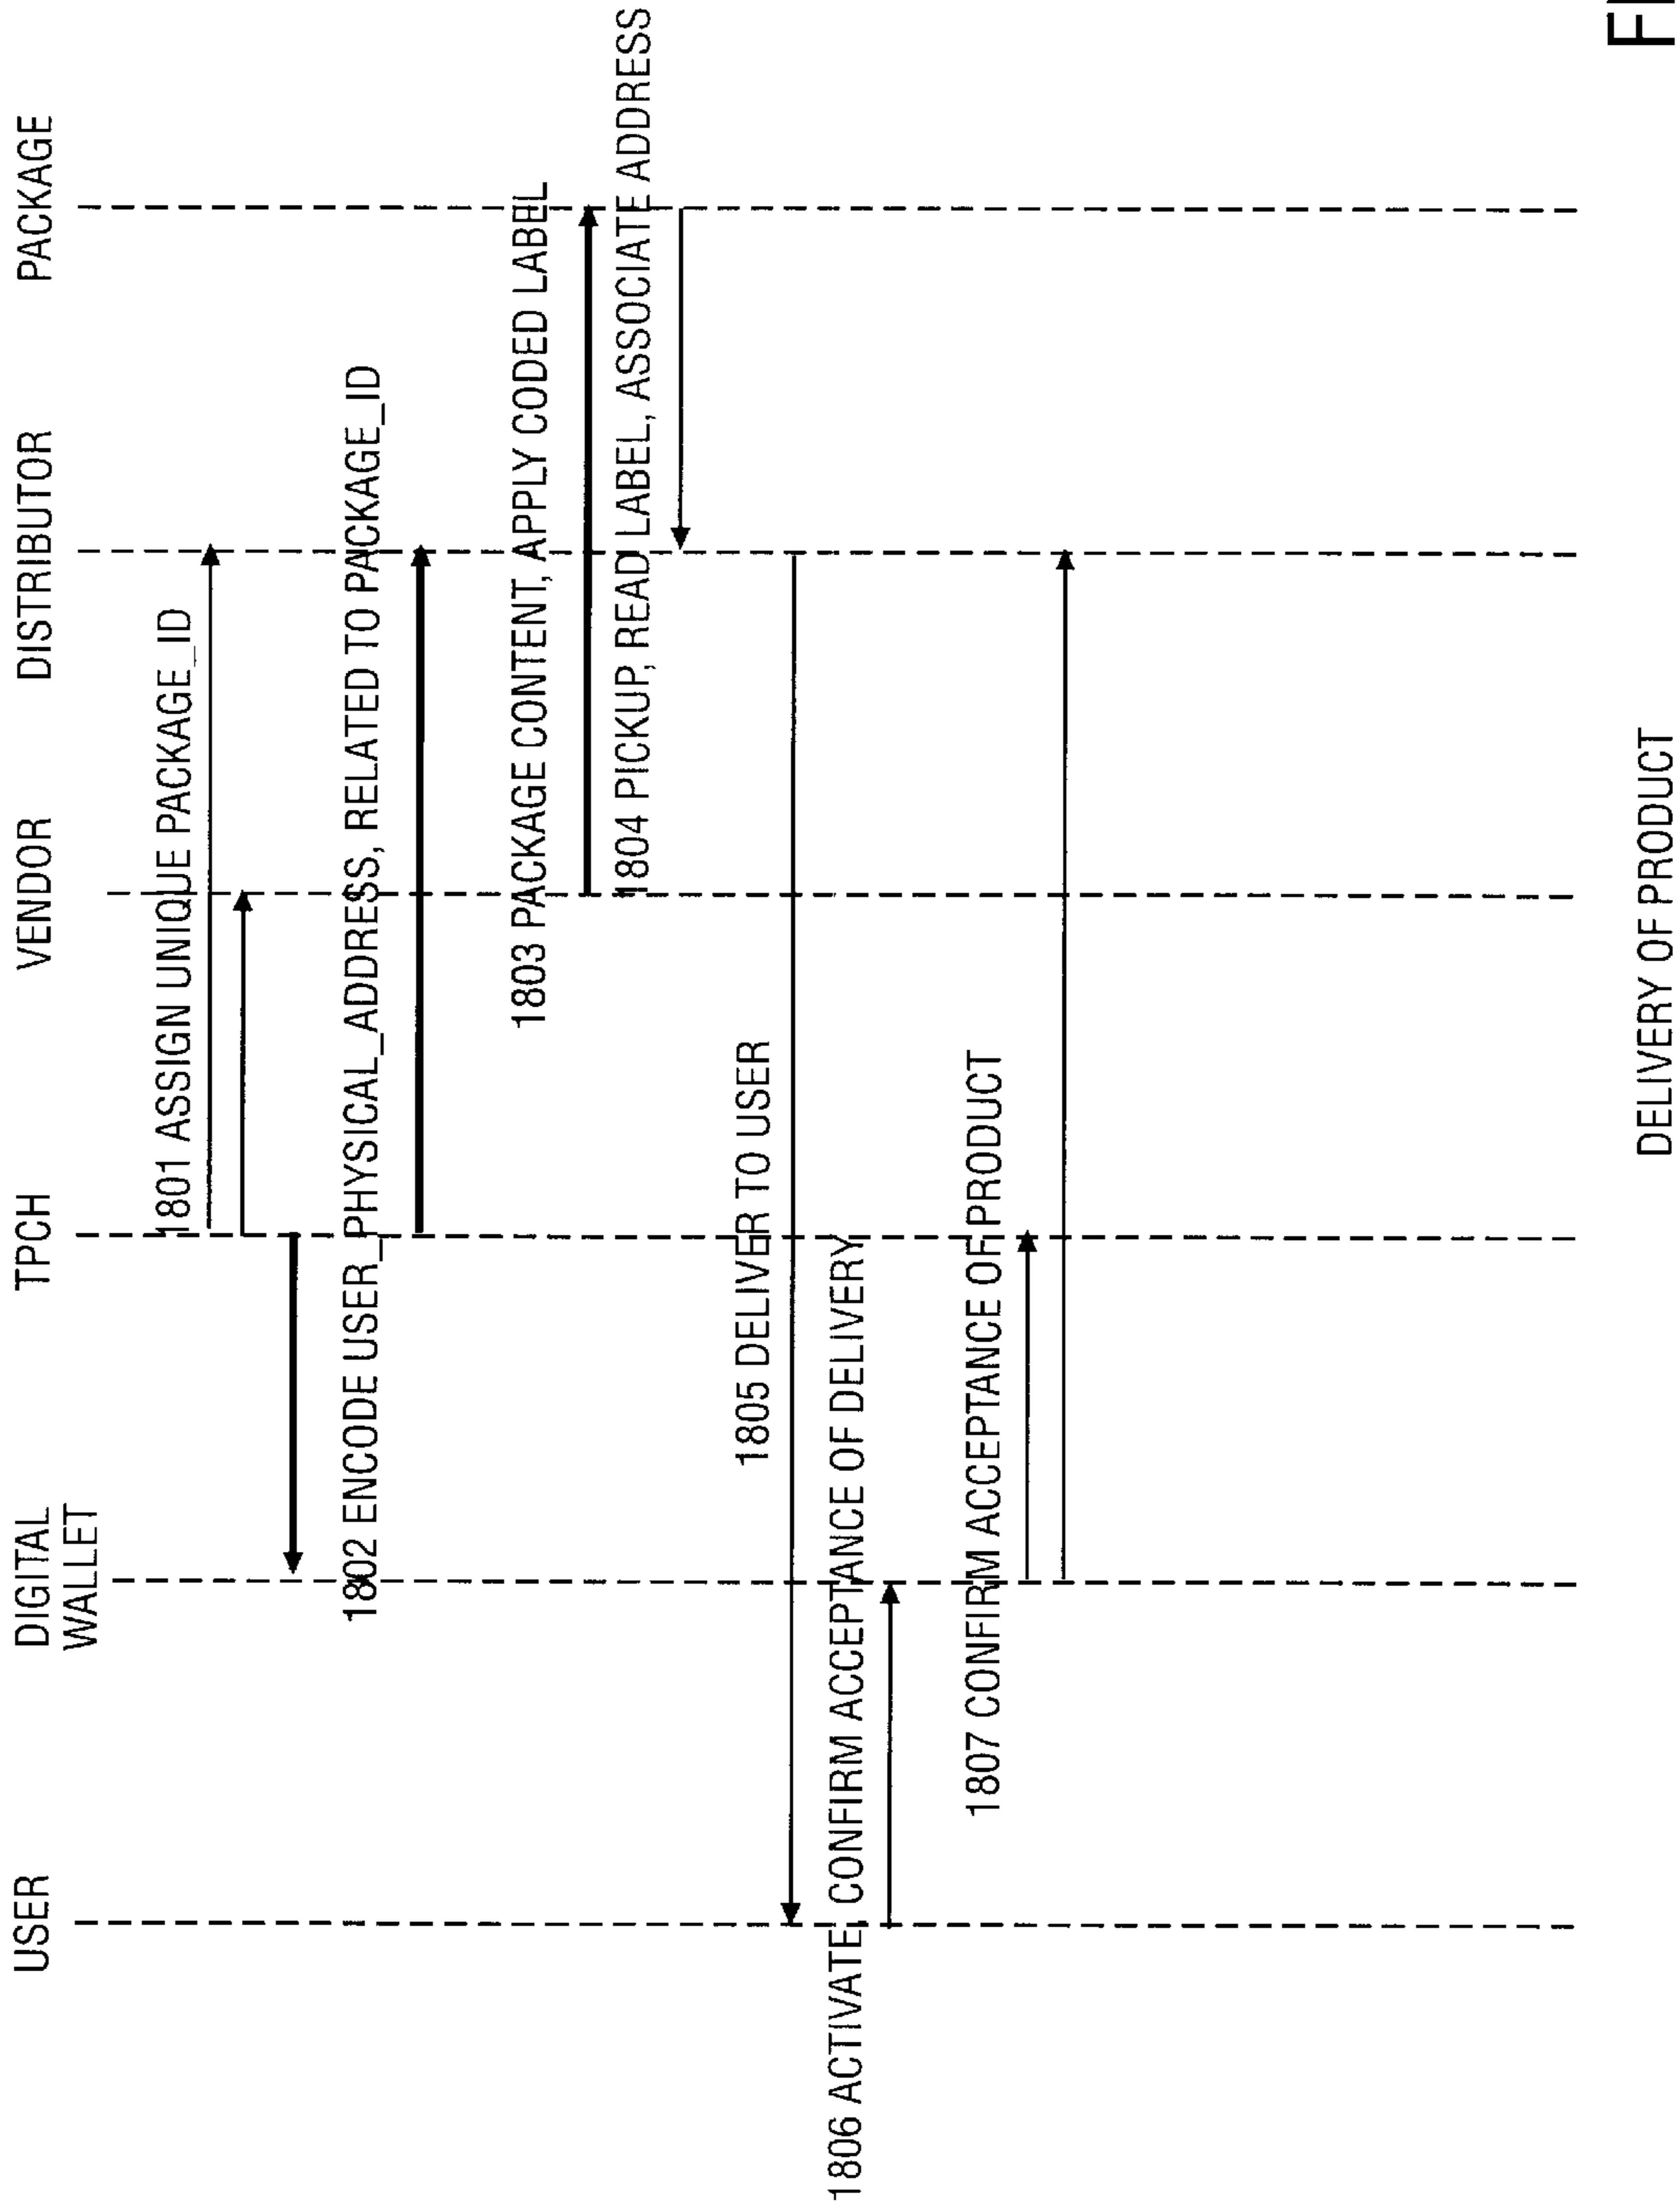 USER
DIGITAL
WALLET
TPCH
VENDOR
DISTRIBUTOR
PACKAGE
1801 ASSIGN UNIQUE PACKAGE_ID
1802 ENCODE USER_PHYSICAL_ADDRESS, RELATED TO PACKAGE_ID
1803 PACKAGE CONTENT, APPLY CODED LABEL
1804 PICKUP, READ LABEL, ASSOCIATE ADDRESS
1805 DELIVER TO USER
1806 ACTIVATE, CONFIRM ACCEPTANCE OF DELIVERY
1807 CONFIRM ACCEPTANCE OF PRODUCT
DELIVERY OF PRODUCT